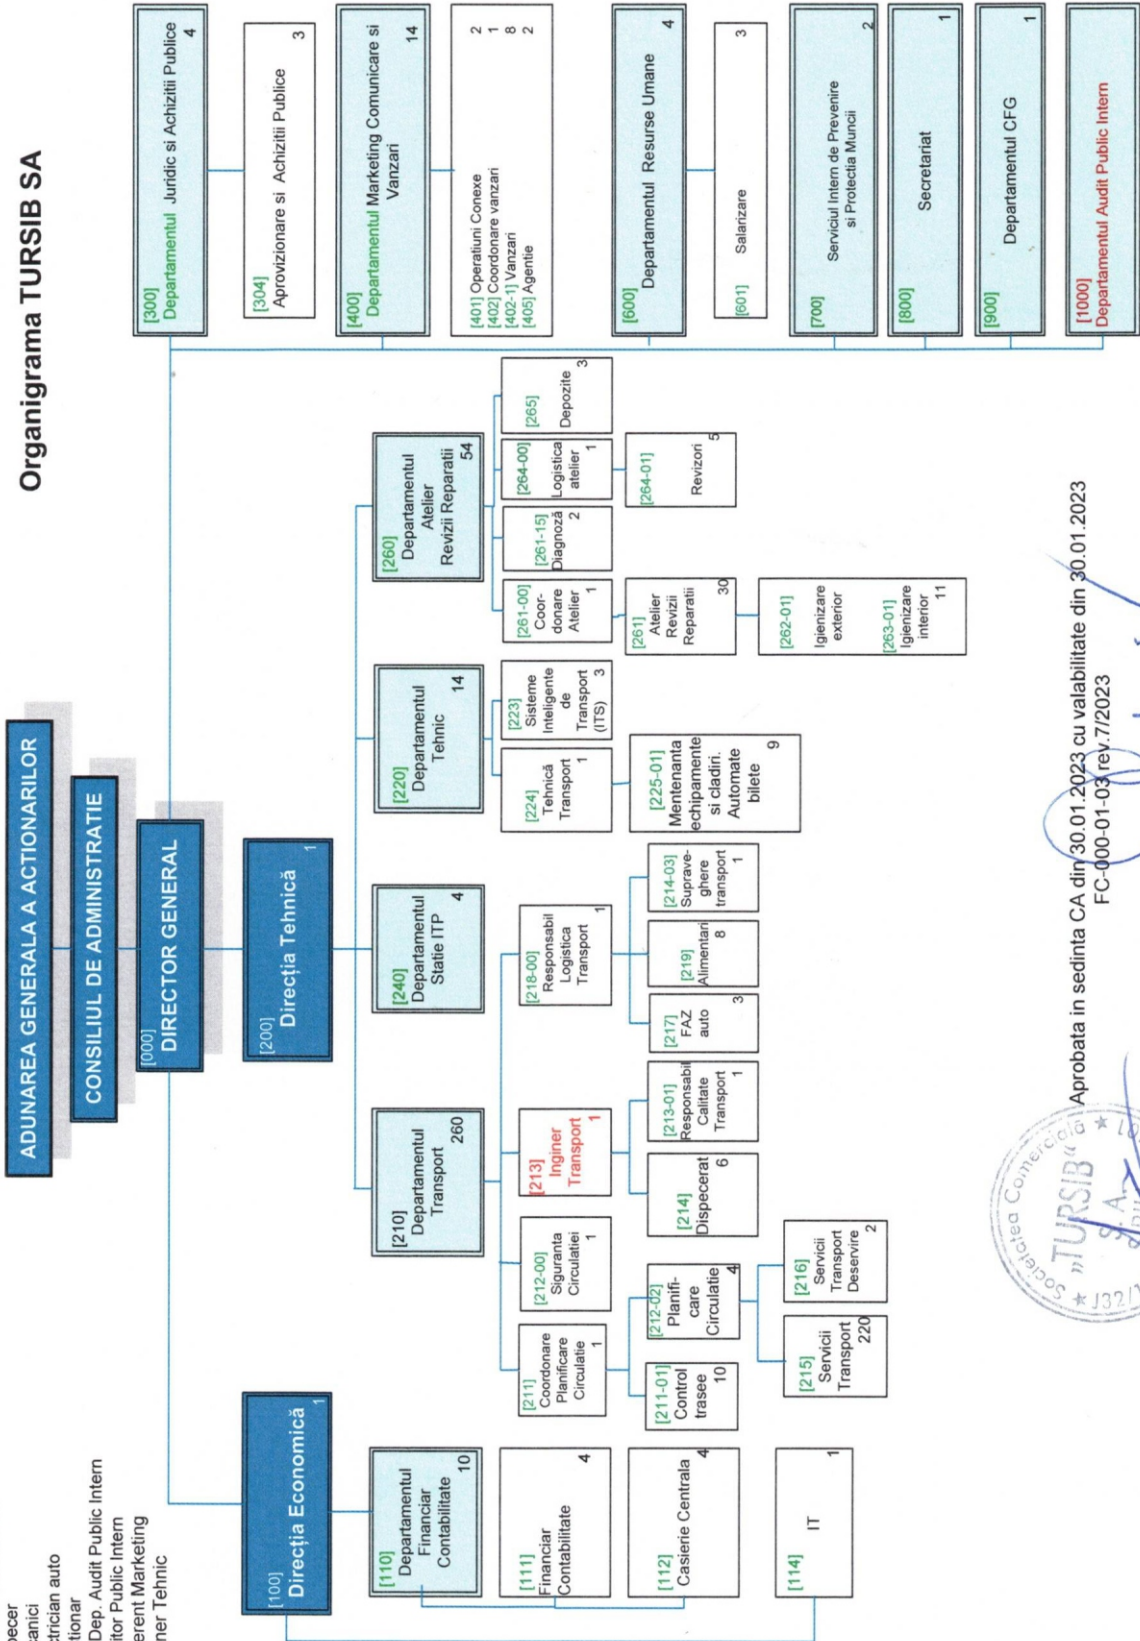 Organigrama TURSIB SA
ADUNAREA GENERALA A ACTIONARILOR
CONSILIUL DE ADMINISTRATIE
[000]
DIRECTOR GENERAL
[100]
Direcția Economică
1
[110]
Departamentul
Financiar
Contabilitate
10
[111]
Financiar
Contabilitate
4
[112]
Casierie Centrala
4
[114]
IT
1
[200]
Direcția Tehnică
1
[210]
Departamentul
Transport
260
[211]
Coordonare
Planificare
Circulatie
1
[211-01]
Control
trasee
10
[212-02]
Planifi-
care
Circulatie
4
[215]
Servicii
Transport
220
[216]
Servicii
Transport
Deservire
2
[212-00]
Siguranta
Circulatiei
1
[213]
Inginer
Transport
1
[214]
Dispecerat
6
[213-01]
Responsabil
Calitate
Transport
1
[218-00]
Responsabil
Logistica
Transport
1
[217]
FAZ
auto
3
[219]
Alimentari
8
[214-03]
Suprave-
ghere
transport
1
[240]
Departamentul
Statie ITP
4
[220]
Departamentul
Tehnic
14
[224]
Tehnică
Transport
1
[223]
Sisteme
Inteligente
de
Transport
(ITS)
3
[225-01]
Mentenanta
echipamente
si cladiri.
Automate
bilete
9
[260]
Departamentul
Atelier
Revizii Reparatii
54
[261-00]
Coor-
donare
Atelier
1
[261-15]
Diagnoză
2
[264-00]
Logistica
atelier
1
[265]
Depozite
3
[261]
Atelier
Revizii
Reparatii
30
[264-01]
Revizori
5
[262-01]
Igienizare
exterior
[263-01]
Igienizare
interior
11
[300]
Departamentul Juridic si Achizitii Publice
4
[304]
Aprovizionare si Achizitii Publice
3
[400]
Departamentul Marketing Comunicare si
Vanzari
14
[401] Operatiuni Conexe 2
[402] Coordonare vanzari 1
[402-1] Vanzari 8
[405] Agentie 2
[600]
Departamentul Resurse Umane
4
[601] Salarizare
3
[700]
Serviciul Intern de Prevenire
si Protectia Muncii
2
[800]
Secretariat
1
[900]
Departamentul CFG
1
[1000]
Departamentul Audit Public Intern
auto
Dep. Audit Public Intern
Public Intern
Marketing
Tehnic
Aprobata in sedinta CA din 30.01.2023 cu valabilitate din 30.01.2023
FC-000-01-03 rev.7/2023
Societatea Comerciala
"TURSIB"
S.A.